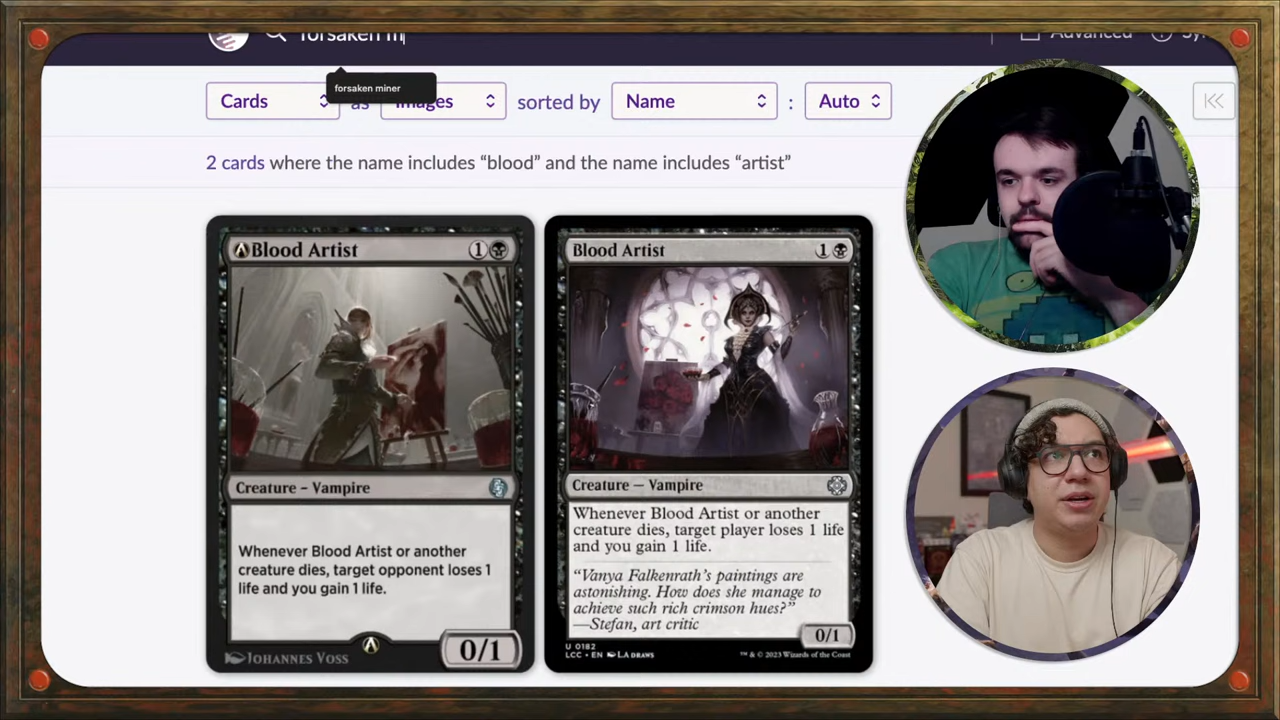 forsaken m
Advanced
forsaken miner
Cards as Images sorted by Name : Auto
2 cards where the name includes “blood” and the name includes “artist”
Blood Artist 1
Creature – Vampire
Whenever Blood Artist or another
creature dies, target opponent loses 1
life and you gain 1 life.
Johannes Voss
0/1
Blood Artist 1
Creature — Vampire
Whenever Blood Artist or another
creature dies, target player loses 1 life
and you gain 1 life.
“Vanya Falkenrath’s paintings are
astonishing. How does she manage to
achieve such rich crimson hues?”
—Stefan, art critic
0/1
U 0182
LCC • EN LA Draws
™ & © 2023 Wizards of the Coast